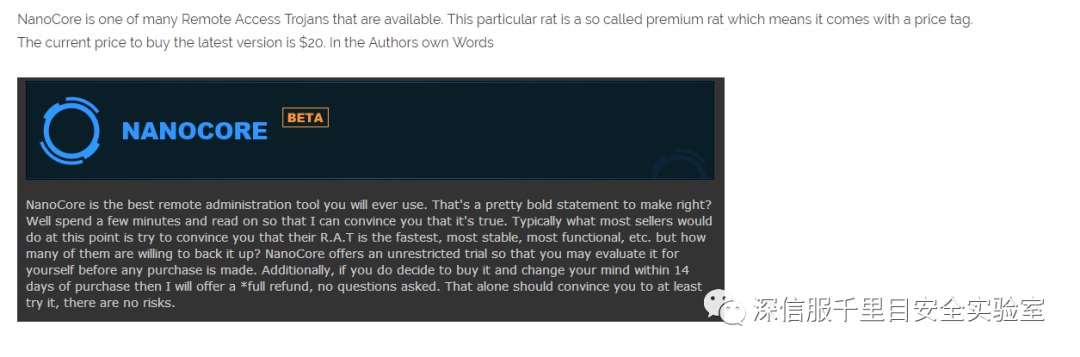 NanoCore is one of many Remote Access Trojans that are available. This particular rat is a so called premium rat which means it comes with a price tag.
The current price to buy the latest version is $20. In the Authors own Words
NANOCORE BETA
NanoCore is the best remote administration tool you will ever use. That's a pretty bold statement to make right?
Well spend a few minutes and read on so that I can convince you that it's true. Typically what most sellers would
do at this point is try to convince you that their R.A.T is the fastest, most stable, most functional, etc. but how
many of them are willing to back it up? NanoCore offers an unrestricted trial so that you may evaluate it for
yourself before any purchase is made. Additionally, if you do decide to buy it and change your mind within 14
days of purchase then I will offer a *full refund, no questions asked. That alone should convince you to at least
try it, there are no risks.
深信服千里目安全实验室